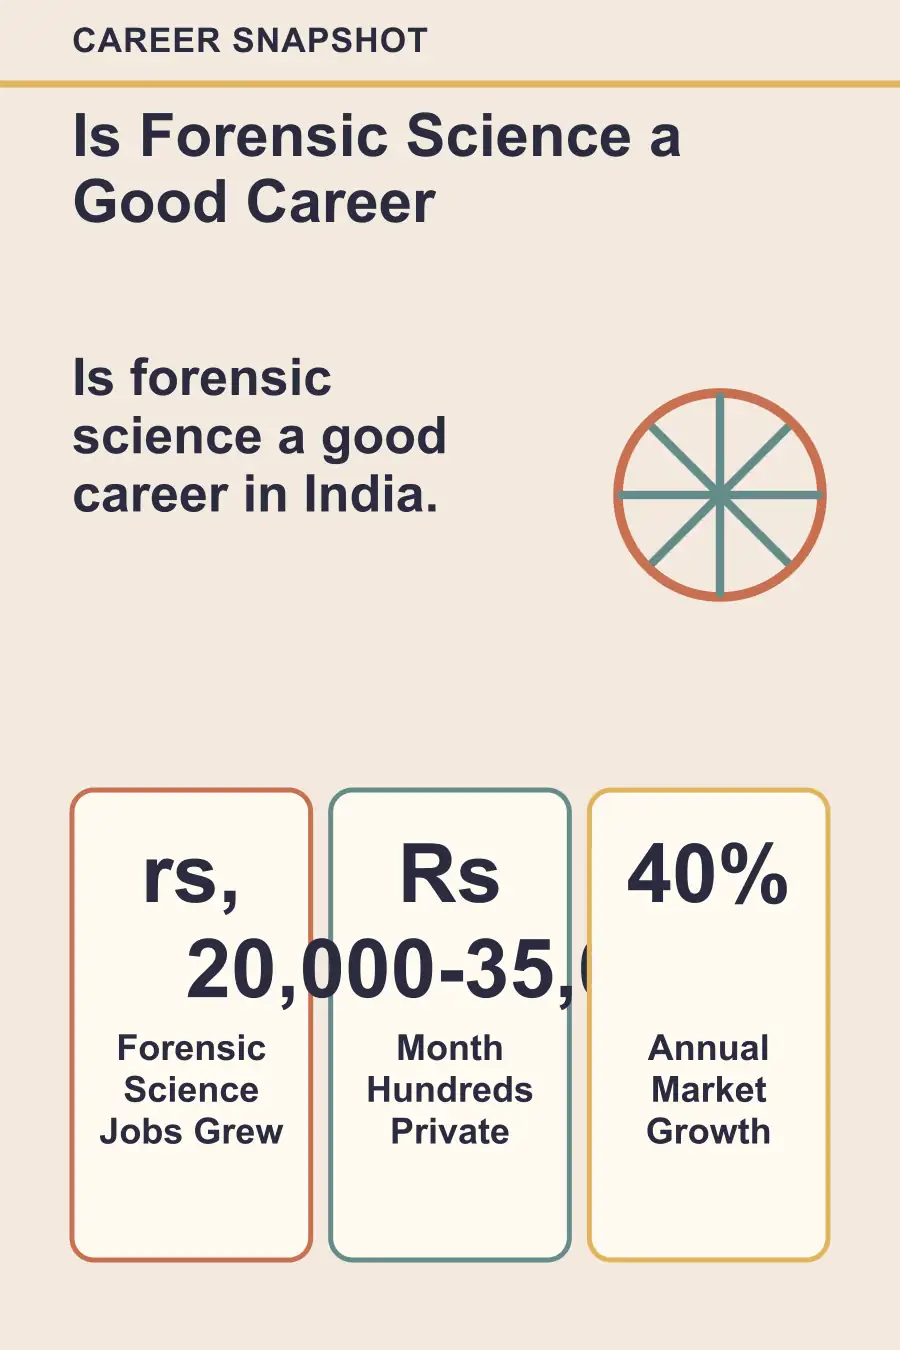 CAREER SNAPSHOT
Is Forensic Science a
Good Career
Is forensic
science a good
career in India.
rs,
Forensic
Science
Jobs Grew
Rs
20,000-35,
Month
Hundreds
Private
40%
Annual
Market
Growth